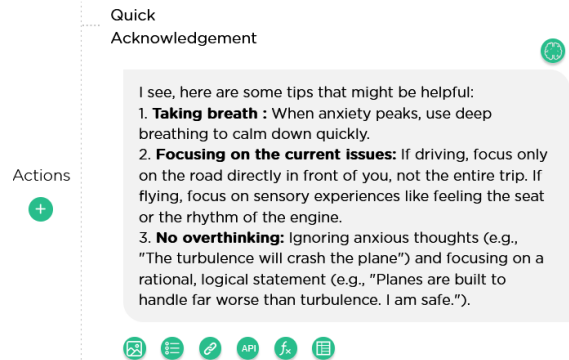 Quick
Acknowledgement
I see, here are some tips that might be helpful:
1. Taking breath : When anxiety peaks, use deep
breathing to calm down quickly.
2. Focusing on the current issues: If driving, focus only
on the road directly in front of you, not the entire trip. If
flying, focus on sensory experiences like feeling the seat
or the rhythm of the engine.
3. No overthinking: Ignoring anxious thoughts (e.g.,
"The turbulence will crash the plane") and focusing on a
rational, logical statement (e.g., "Planes are built to
handle far worse than turbulence. I am safe.").
Actions
+
API
fx